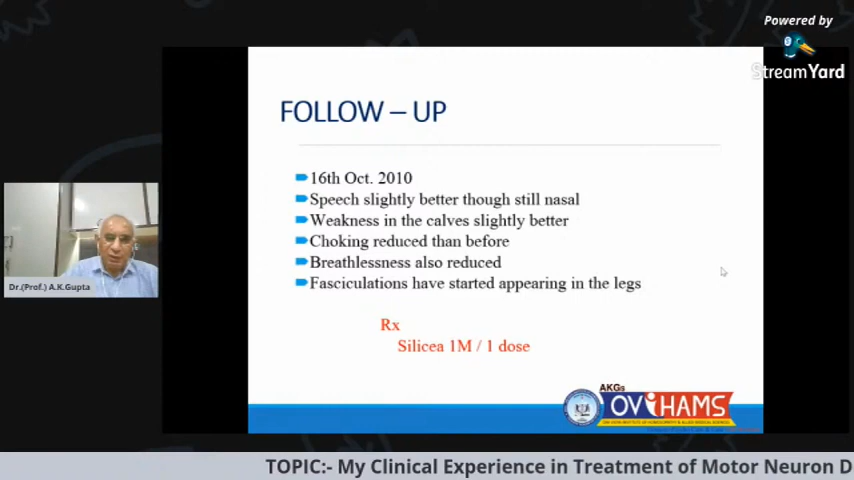 Powered by
StreamYard
FOLLOW – UP
16th Oct. 2010
Speech slightly better though still nasal
Weakness in the calves slightly better
Choking reduced than before
Breathlessness also reduced
Fasciculations have started appearing in the legs
Rx
Silicea 1M / 1 dose
Dr.(Prof.) A.K.Gupta
AKGs
OVIHAMS
TOPIC:- My Clinical Experience in Treatment of Motor Neuron D